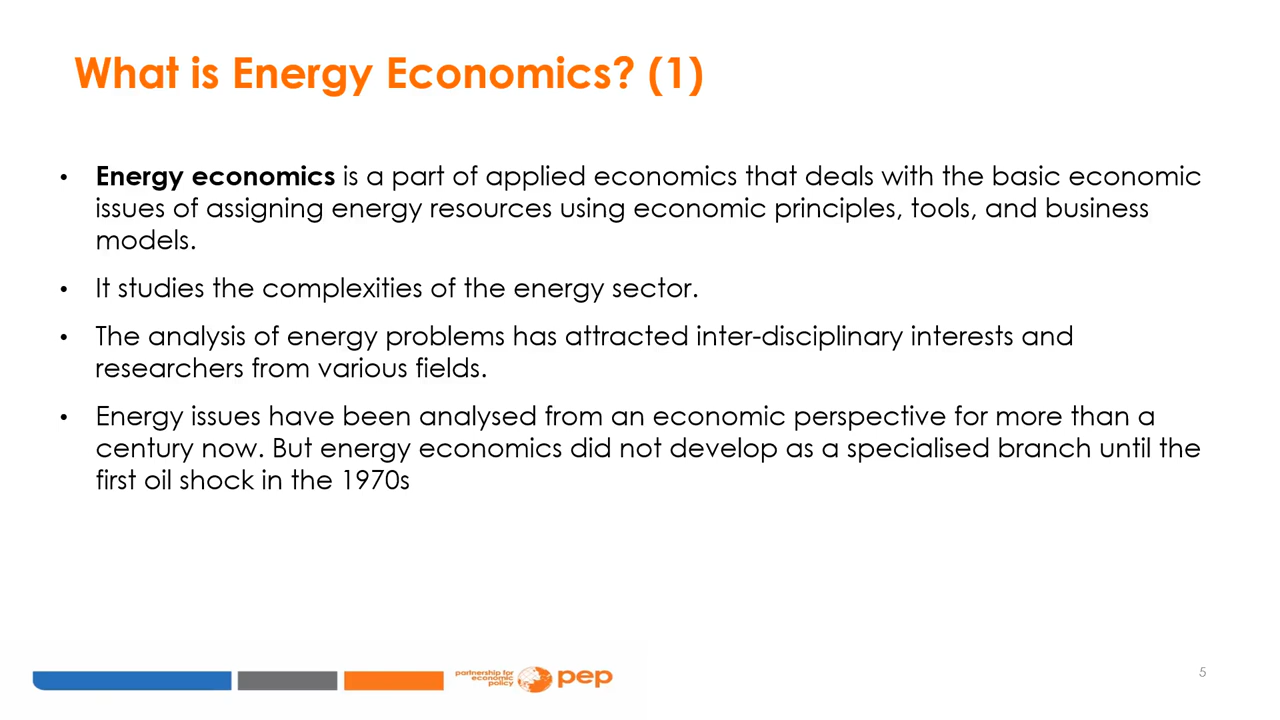 What is Energy Economics? (1)
• Energy economics is a part of applied economics that deals with the basic economic
issues of assigning energy resources using economic principles, tools, and business
models.
• It studies the complexities of the energy sector.
• The analysis of energy problems has attracted inter-disciplinary interests and
researchers from various fields.
• Energy issues have been analysed from an economic perspective for more than a
century now. But energy economics did not develop as a specialised branch until the
first oil shock in the 1970s
partnership for
economic
policy
pep
5